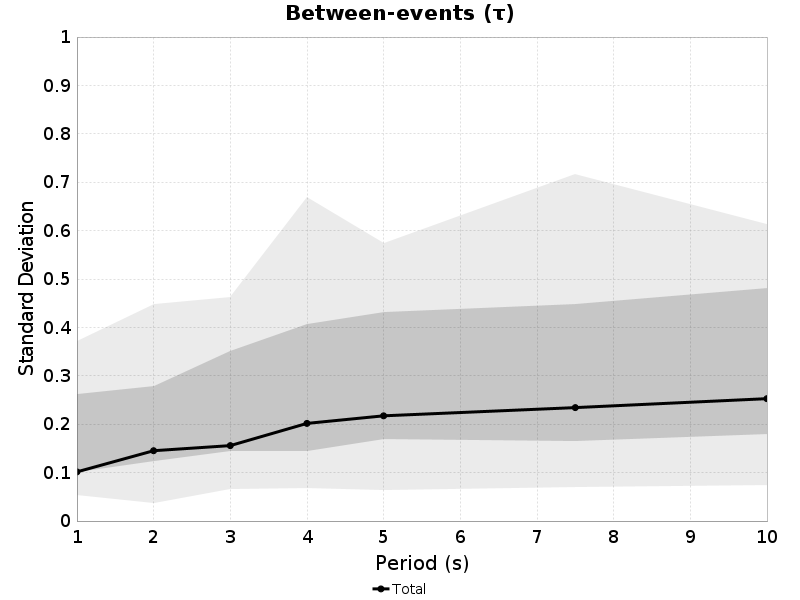 Between-events (τ)
1
0.9
0.8
0.7
0.6
0.5
0.4
0.3
0.2
0.1
0
Standard Deviation
1 2 3 4 5 6 7 8 9 10
Period (s)
Total